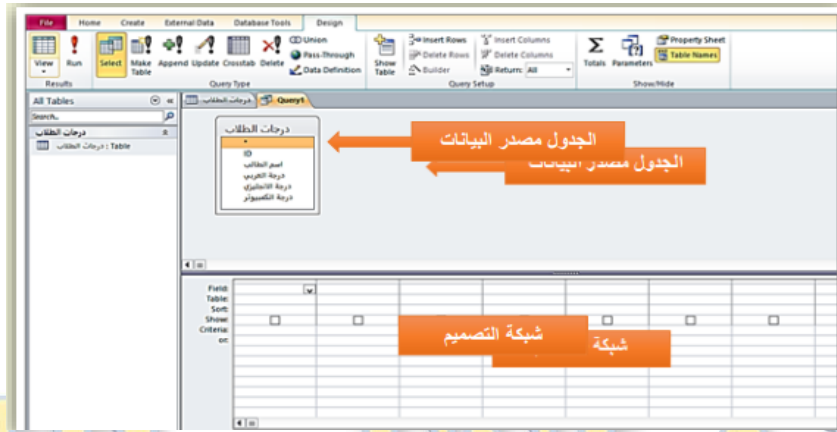 File Home Create External Data Database Tools Design
View Run Select Make Table Append Update Crosstab Delete Union Pass-Through Data Definition Show Table Insert Rows Delete Rows Builder Insert Columns Delete Columns Return: All Totals Parameters Property Sheet Table Names
Results Query Type Query Setup Show/Hide
All Tables
Search..
درجات الطلاب
درجات الطلاب : Table
درجات الطلاب Query1
درجات الطلاب
*
ID
اسم الطالب
درجة العربي
درجة الانجليزي
درجة الكمبيوتر
الجدول مصدر البيانات
الجدول مصدر البيانات
Field:
Table:
Sort:
Show:
Criteria:
or:
شبكة التصميم
شبكة